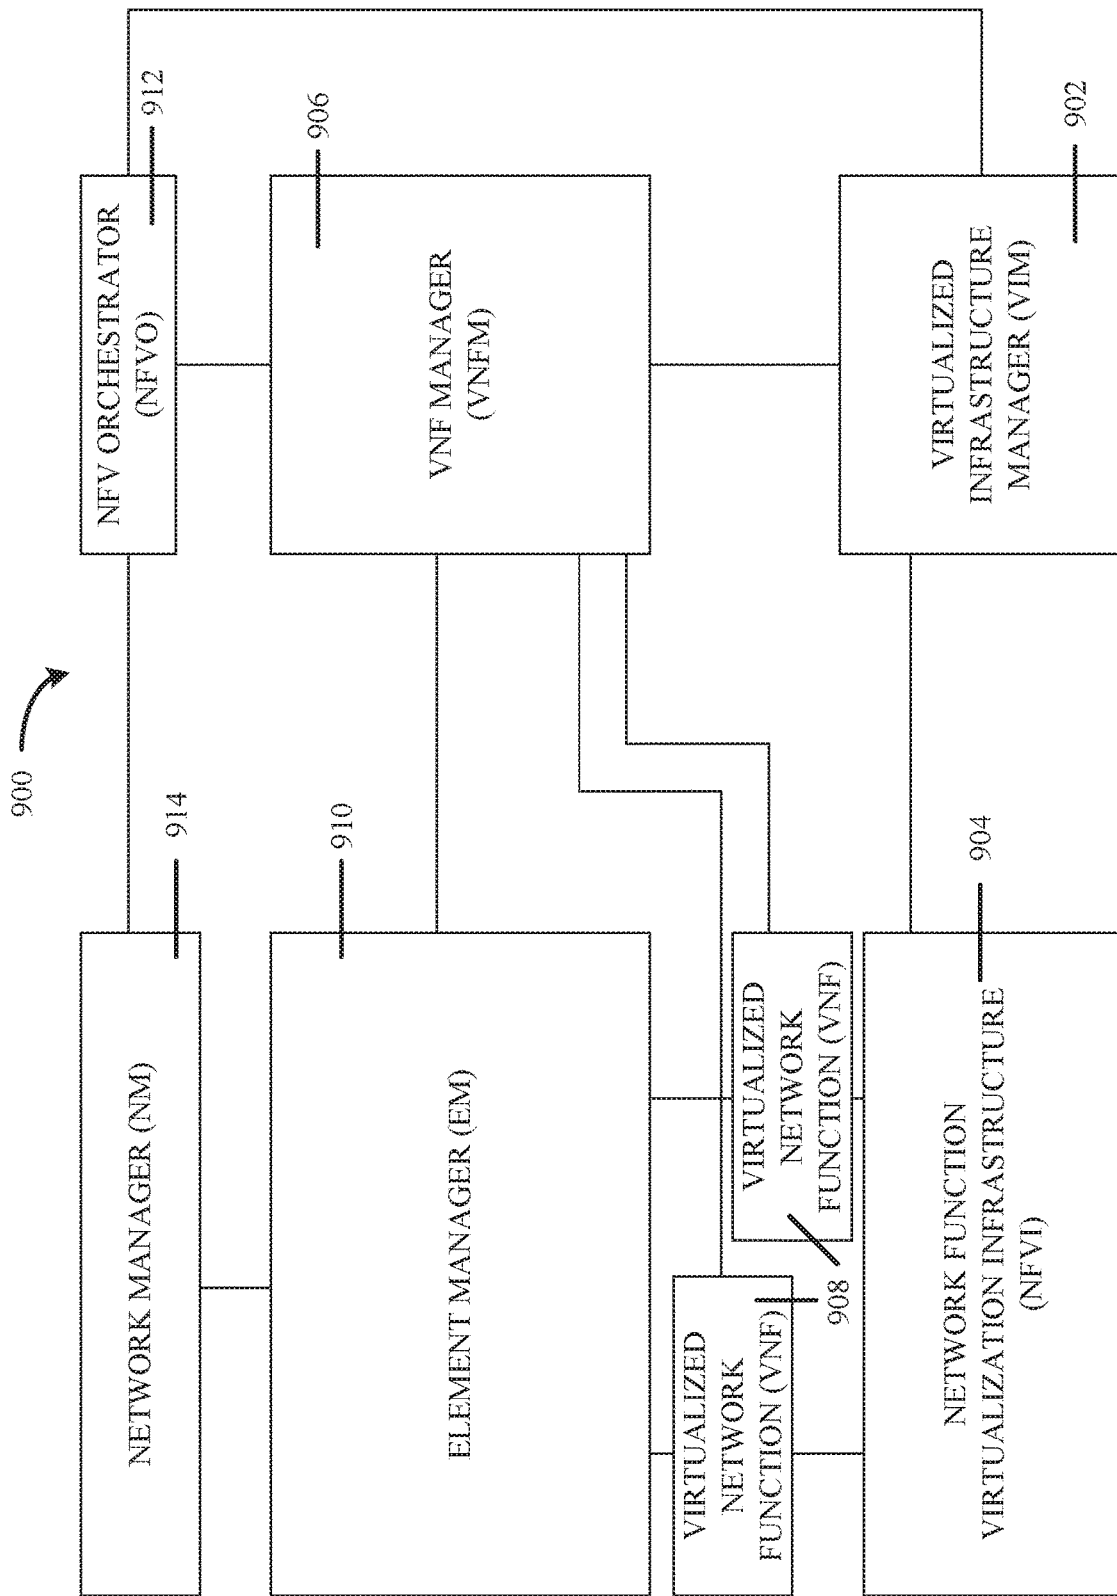 900
NETWORK MANAGER (NM)
914
NFV ORCHESTRATOR
(NFVO)
912
ELEMENT MANAGER (EM)
910
VNF MANAGER
(VNFM)
906
VIRTUALIZED
NETWORK
FUNCTION (VNF)
908
VIRTUALIZED
NETWORK
FUNCTION (VNF)
NETWORK FUNCTION
VIRTUALIZATION INFRASTRUCTURE
(NFVI)
904
VIRTUALIZED
INFRASTRUCTURE
MANAGER (VIM)
902